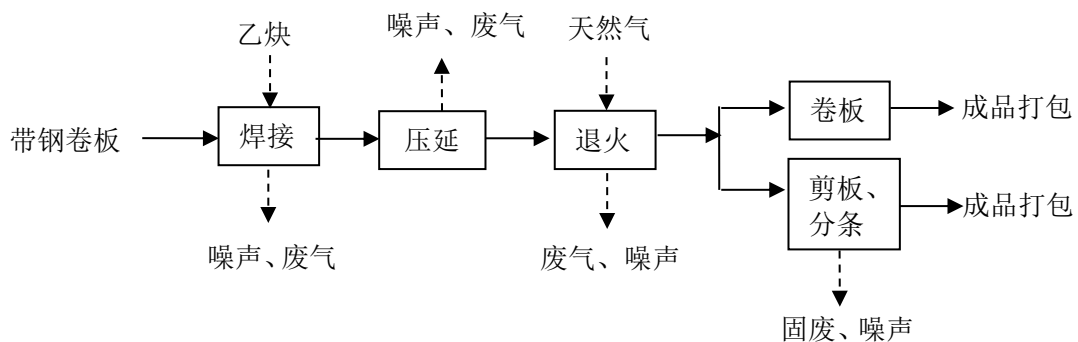 乙炔
噪声、废气
天然气
带钢卷板
焊接
压延
退火
卷板
成品打包
剪板、
分条
成品打包
噪声、废气
废气、噪声
固废、噪声